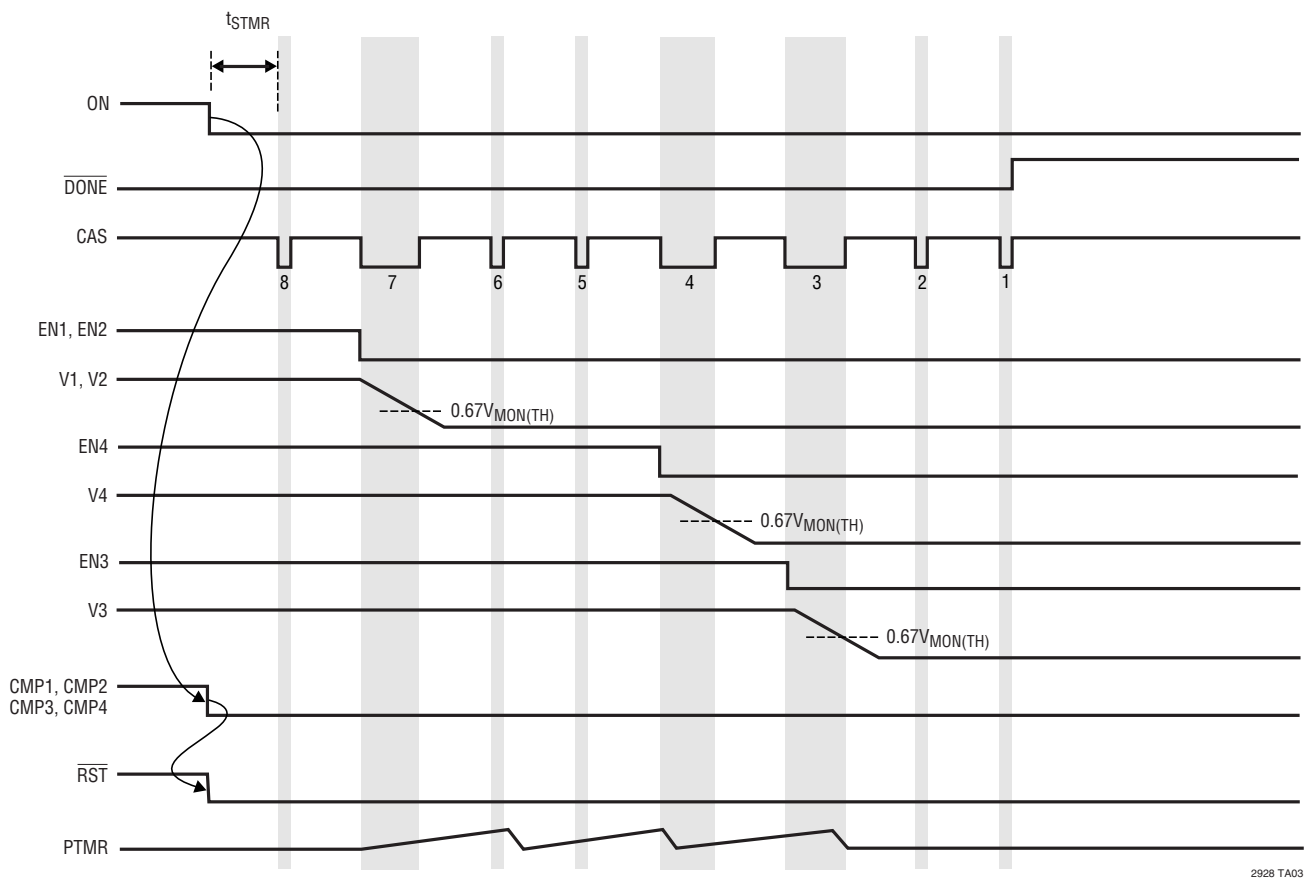 tSTMR
ON
DONE
CAS
8 7 6 5 4 3 2 1
EN1, EN2
V1, V2
0.67VMON(TH)
EN4
V4
0.67VMON(TH)
EN3
V3
0.67VMON(TH)
CMP1, CMP2
CMP3, CMP4
RST
PTMR
2928 TA03